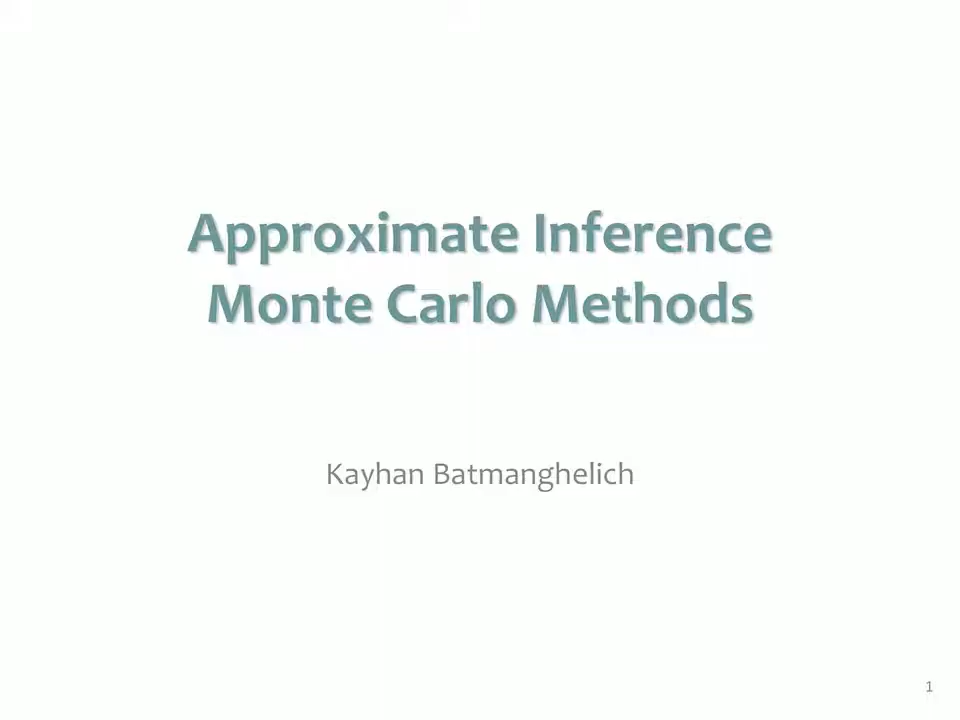 Approximate Inference
Monte Carlo Methods
Kayhan Batmanghelich
1